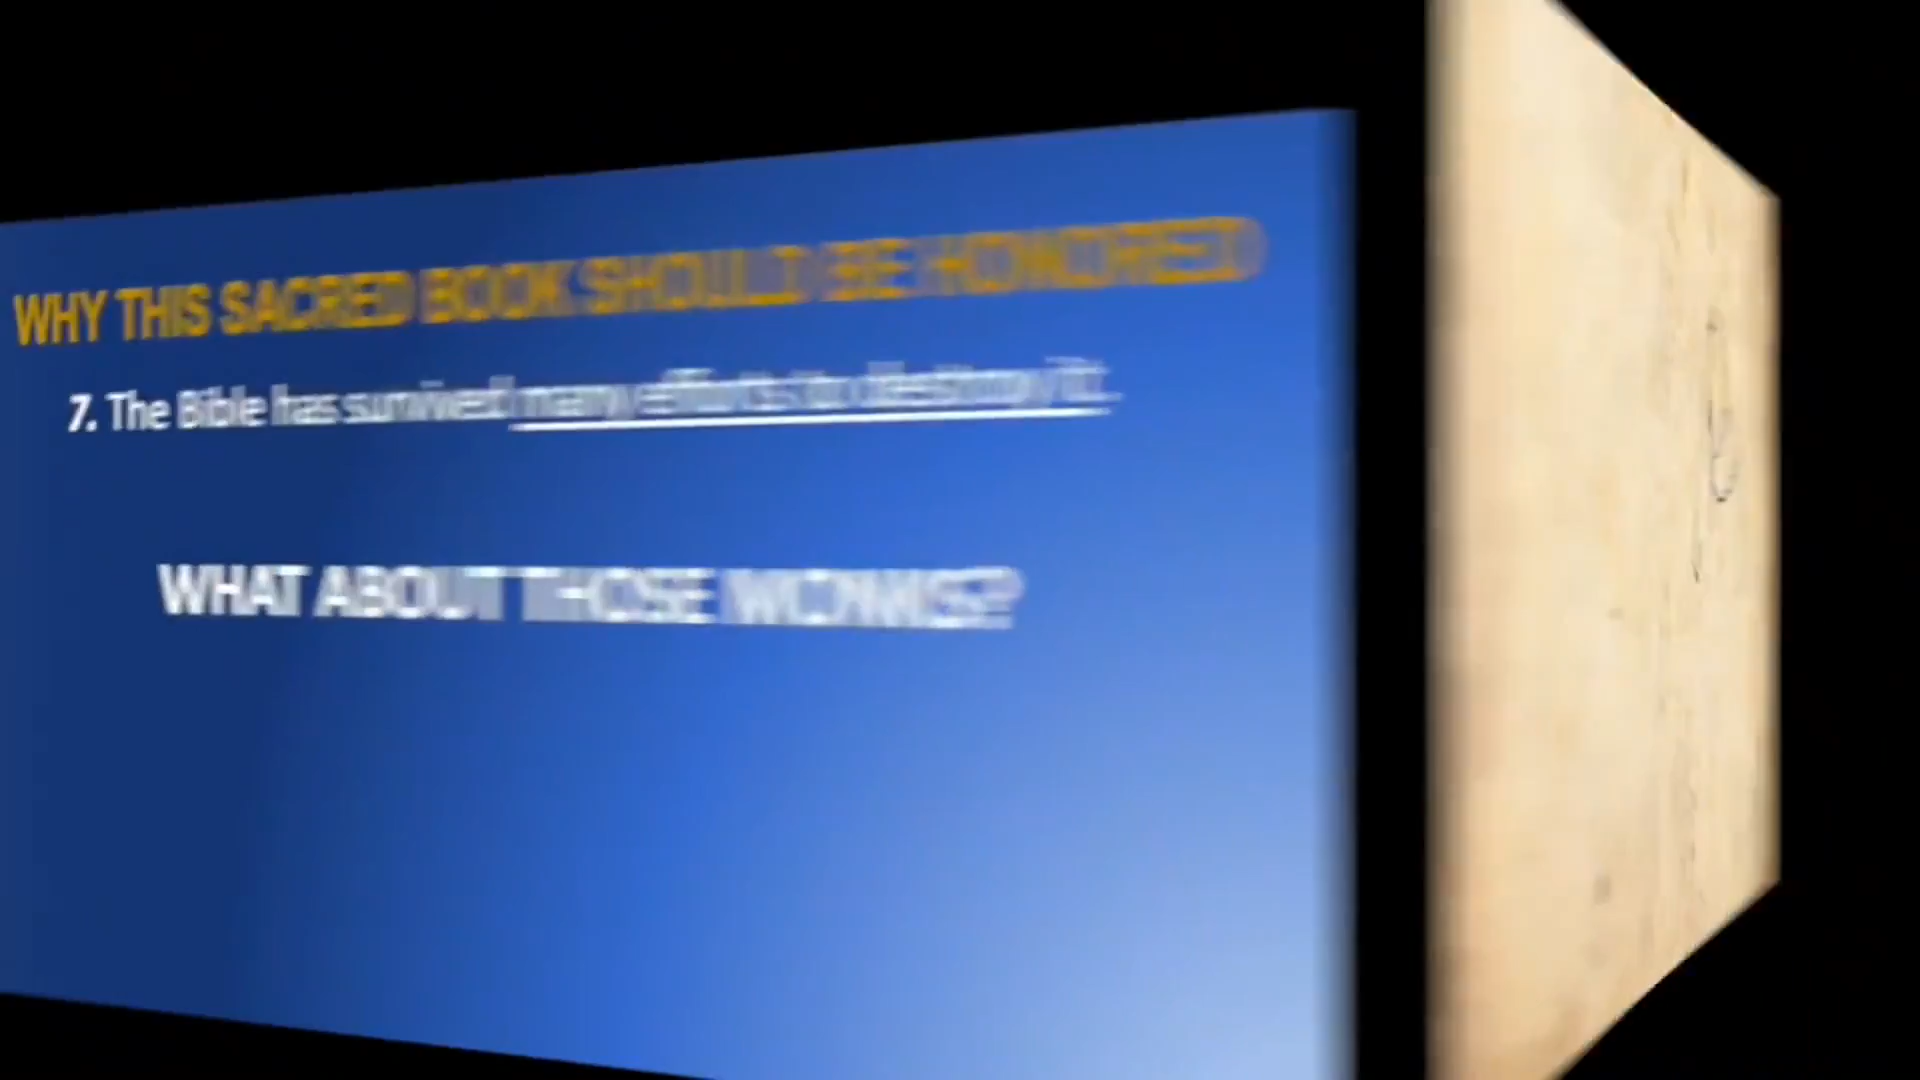 WHY THIS SACRED BOOK SHOULD BE HONORED
7. The Bible has survived many efforts to destroy it.
WHAT ABOUT THOSE